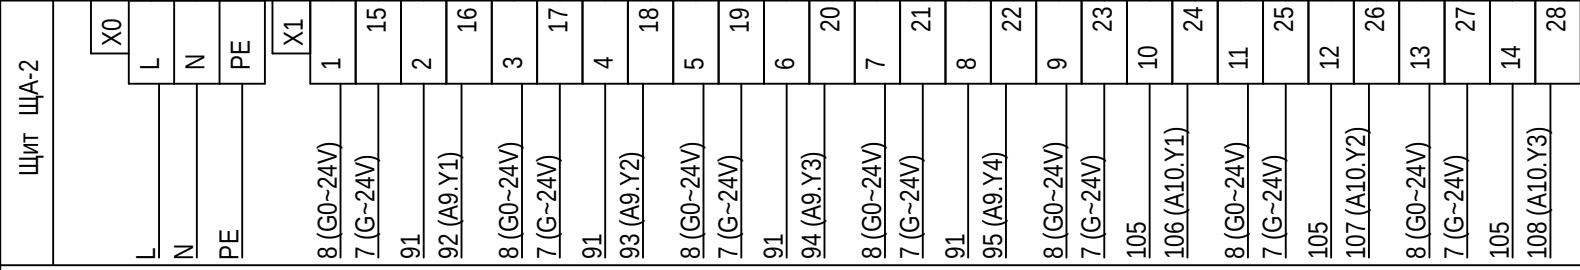 Щит ЩА-2
X0
L
N
PE
X1
1
15
2
16
3
17
4
18
5
19
6
20
7
21
8
22
9
23
10
24
11
25
12
26
13
27
14
28
L
N
PE
8 (G0~24V)
7 (G~24V)
91
92 (A9.Y1)
8 (G0~24V)
7 (G~24V)
91
93 (A9.Y2)
8 (G0~24V)
7 (G~24V)
91
94 (A9.Y3)
8 (G0~24V)
7 (G~24V)
91
95 (A9.Y4)
8 (G0~24V)
7 (G~24V)
105
106 (A10.Y1)
8 (G0~24V)
7 (G~24V)
105
107 (A10.Y2)
8 (G0~24V)
7 (G~24V)
105
108 (A10.Y3)